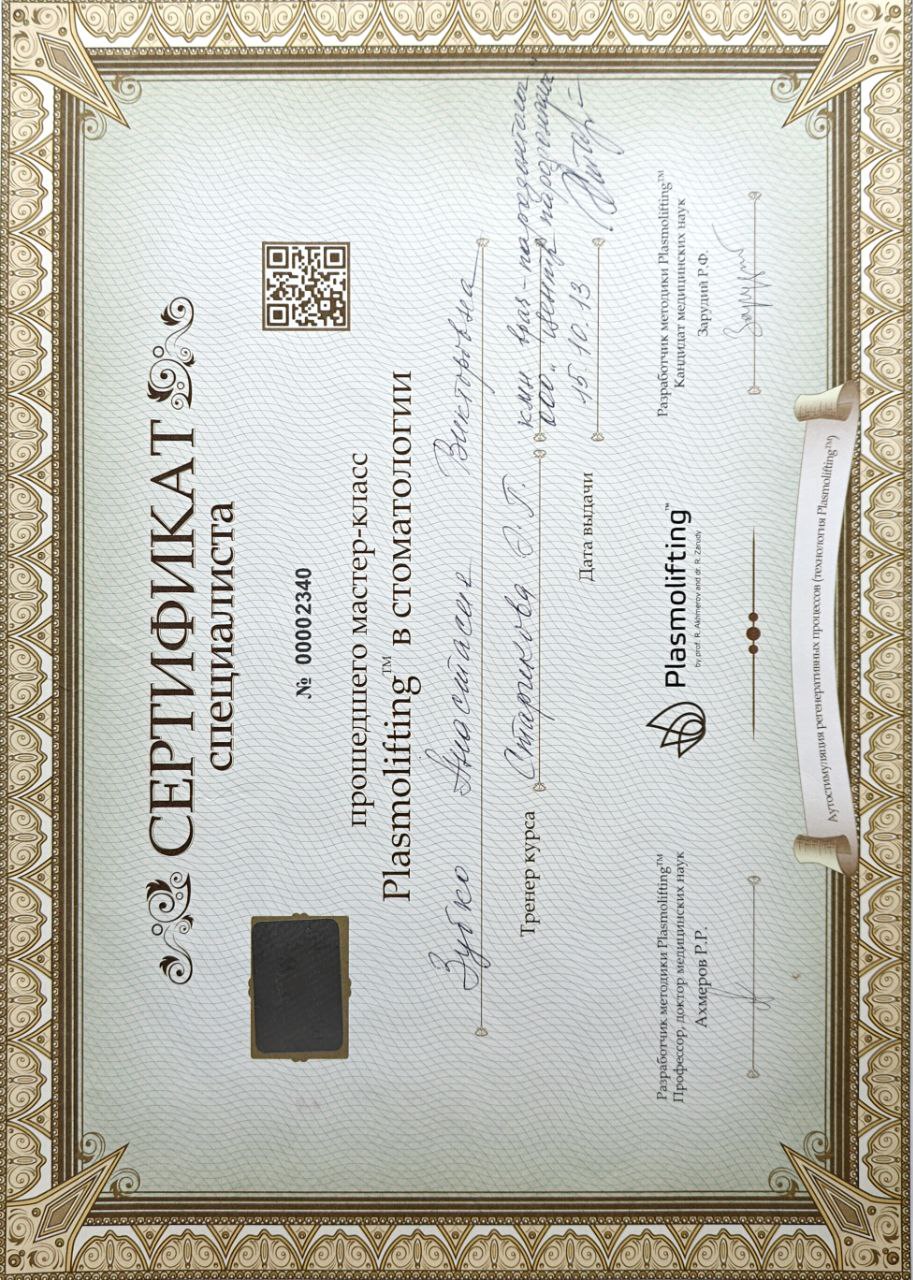 СЕРТИФИКАТ
специалиста
№ 00002340
прошедшего мастер-класс
Plasmolifting™ в стоматологии
Зубко Анастасие Викторовна
Тренер курса Старикова Э.Г. кмн врач-пародонтолог
ООО "Центр пародонтологии"
Дата выдачи 15.10.13
Разработчик методики Plasmolifting™
Профессор, доктор медицинских наук
Ахмеров Р.Р.
Plasmolifting™
by prof. R. Akhmerov and dr. R. Zarudy
Разработчик методики Plasmolifting™
Кандидат медицинских наук
Зарудий Р.Ф.
Зарудий
Аутостимуляция регенеративных процессов (технология Plasmolifting™)